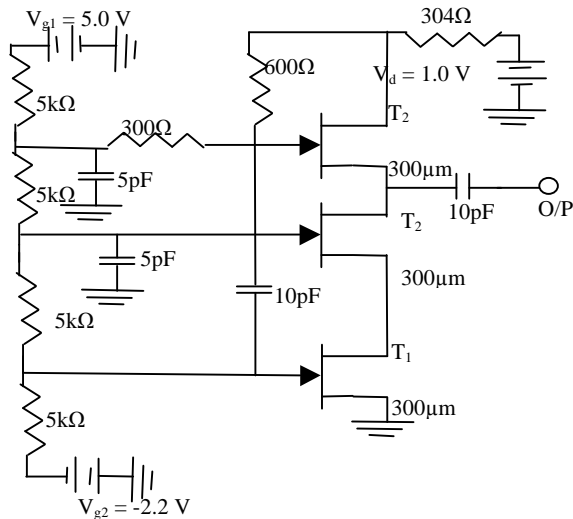 V_g1 = 5.0 V
304Ω
5kΩ
600Ω
V_d = 1.0 V
300Ω
T_2
5kΩ
5pF
300µm
10pF
O/P
T_2
5pF
300µm
10pF
5kΩ
T_1
5kΩ
300µm
V_g2 = -2.2 V